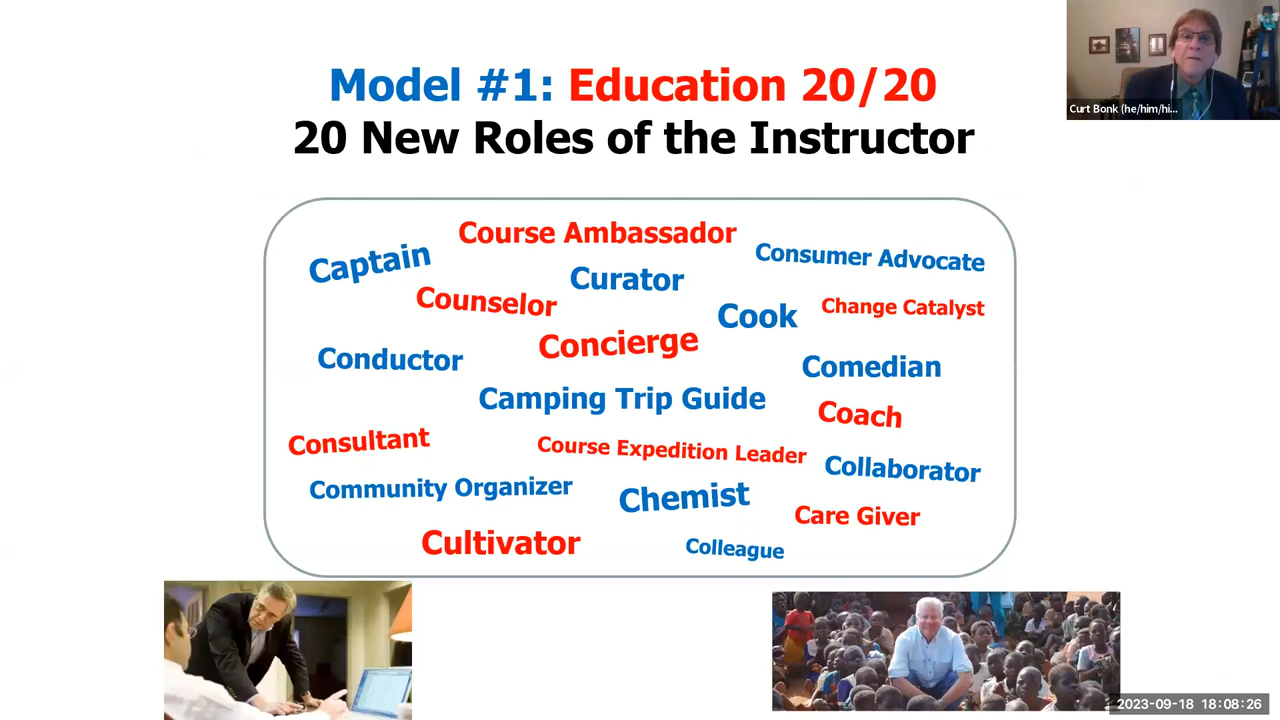 Model #1: Education 20/20
20 New Roles of the Instructor
Curt Bonk (he/him/hi...
Course Ambassador
Captain
Consumer Advocate
Curator
Counselor
Cook
Change Catalyst
Concierge
Conductor
Comedian
Camping Trip Guide
Coach
Consultant
Course Expedition Leader
Collaborator
Community Organizer
Chemist
Care Giver
Cultivator
Colleague
2023-09-18 18:08:26